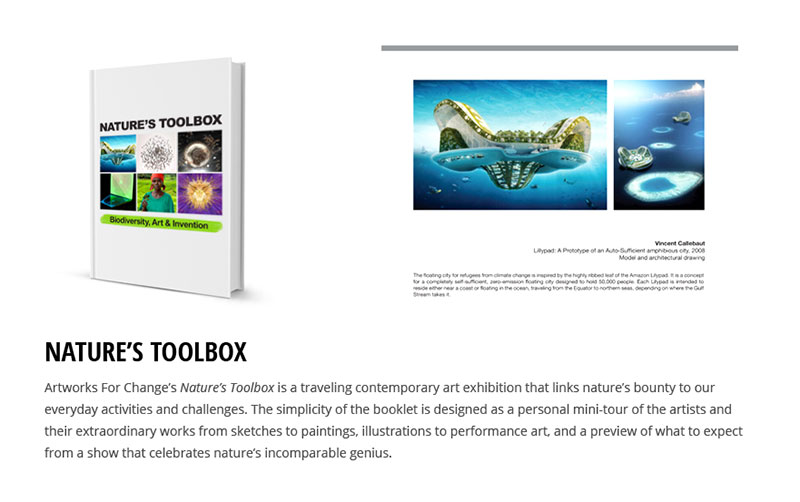 NATURE'S TOOLBOX
Biodiversity, Art & Invention
Vincent Callebaut
Lilypad: A Prototype of an Auto-Sufficient amphibious city, 2008
Model and architectural drawing
The floating city for refugees from climate change is inspired by the highly ribbed leaf of the Amazon Lilypad. It is a concept
for a completely self-sufficient, zero-emission floating city designed to hold 50,000 people. Each Lilypad is intended to
reside either near a coast or floating in the ocean, traveling from the Equator to northern seas, depending on where the Gulf
Stream takes it.
NATURE'S TOOLBOX
Artworks For Change's Nature's Toolbox is a traveling contemporary art exhibition that links nature's bounty to our
everyday activities and challenges. The simplicity of the booklet is designed as a personal mini-tour of the artists and
their extraordinary works from sketches to paintings, illustrations to performance art, and a preview of what to expect
from a show that celebrates nature's incomparable genius.